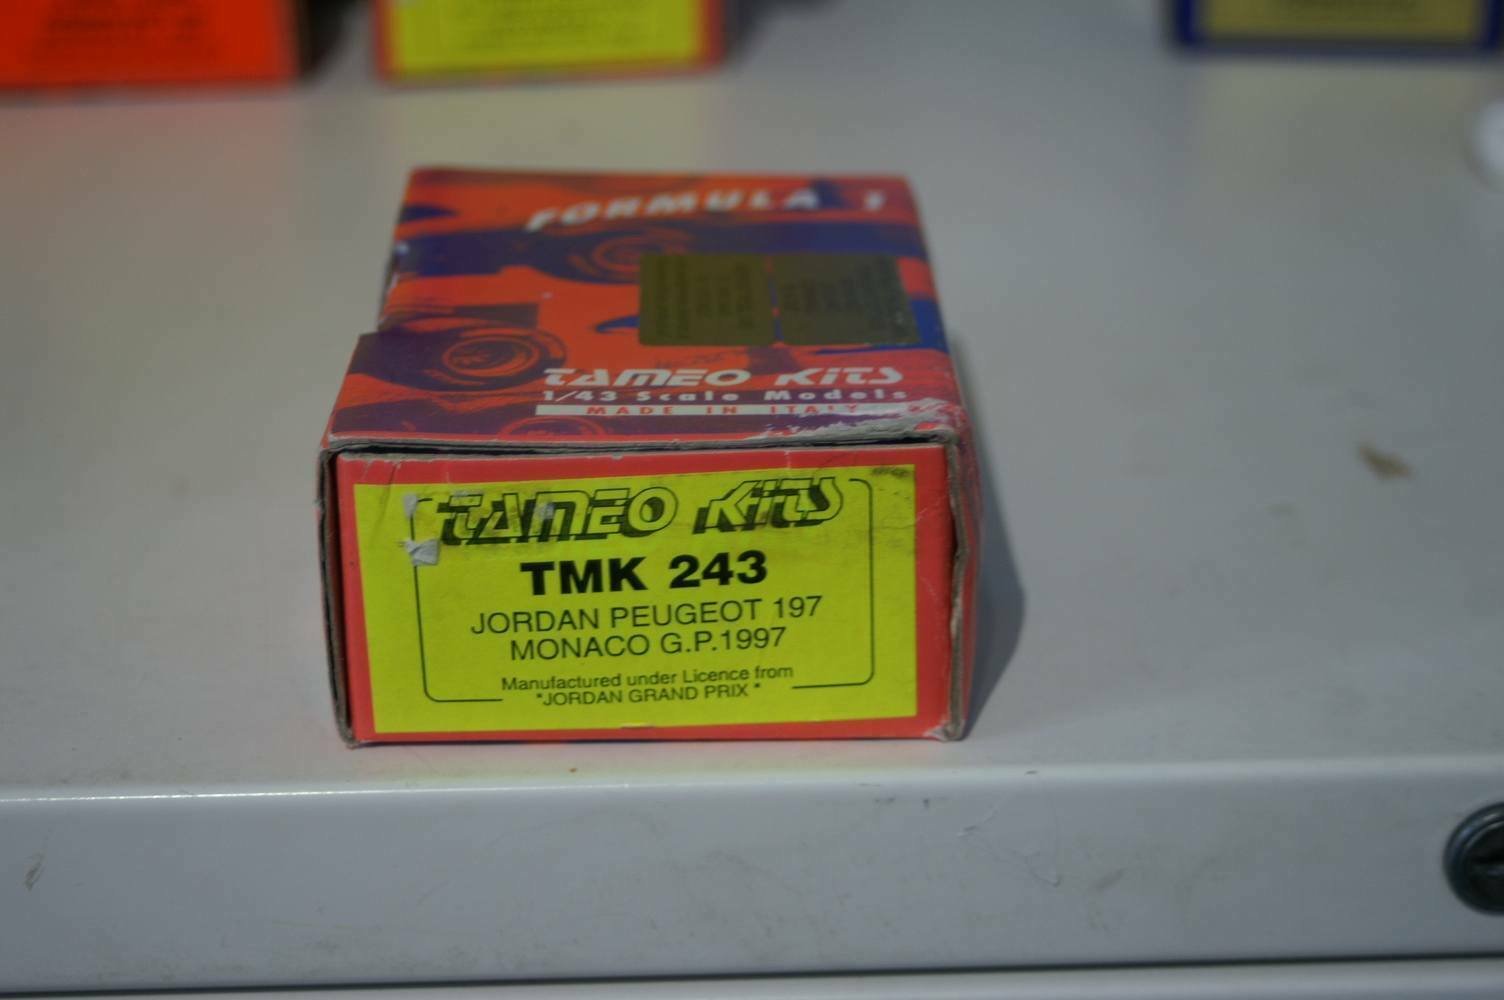 FORMULA 1
TAMEO KiTS
1/43 Scale Models
MADE IN ITALY
TAMEO KiTS
TMK 243
JORDAN PEUGEOT 197
MONACO G.P.1997
Manufactured under Licence from
"JORDAN GRAND PRIX"